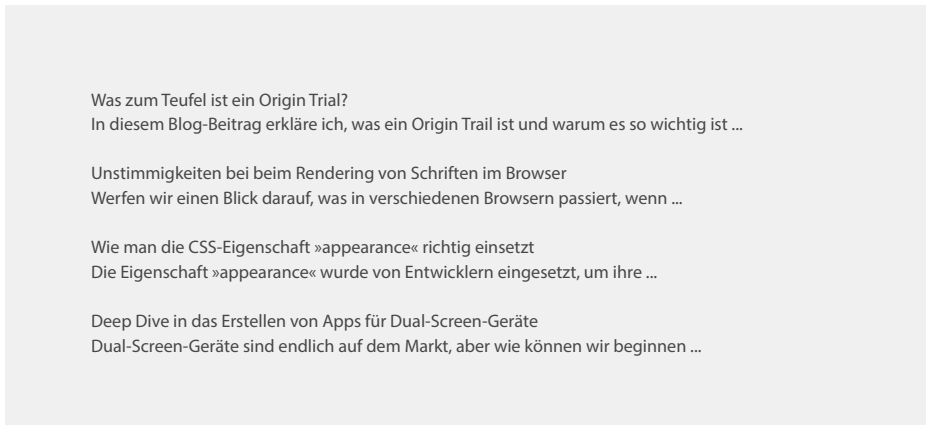 Was zum Teufel ist ein Origin Trial?
In diesem Blog-Beitrag erkläre ich, was ein Origin Trail ist und warum es so wichtig ist ...
Unstimmigkeiten bei beim Rendering von Schriften im Browser
Werfen wir einen Blick darauf, was in verschiedenen Browsern passiert, wenn ...
Wie man die CSS-Eigenschaft »appearance« richtig einsetzt
Die Eigenschaft »appearance« wurde von Entwicklern eingesetzt, um ihre ...
Deep Dive in das Erstellen von Apps für Dual-Screen-Geräte
Dual-Screen-Geräte sind endlich auf dem Markt, aber wie können wir beginnen ...